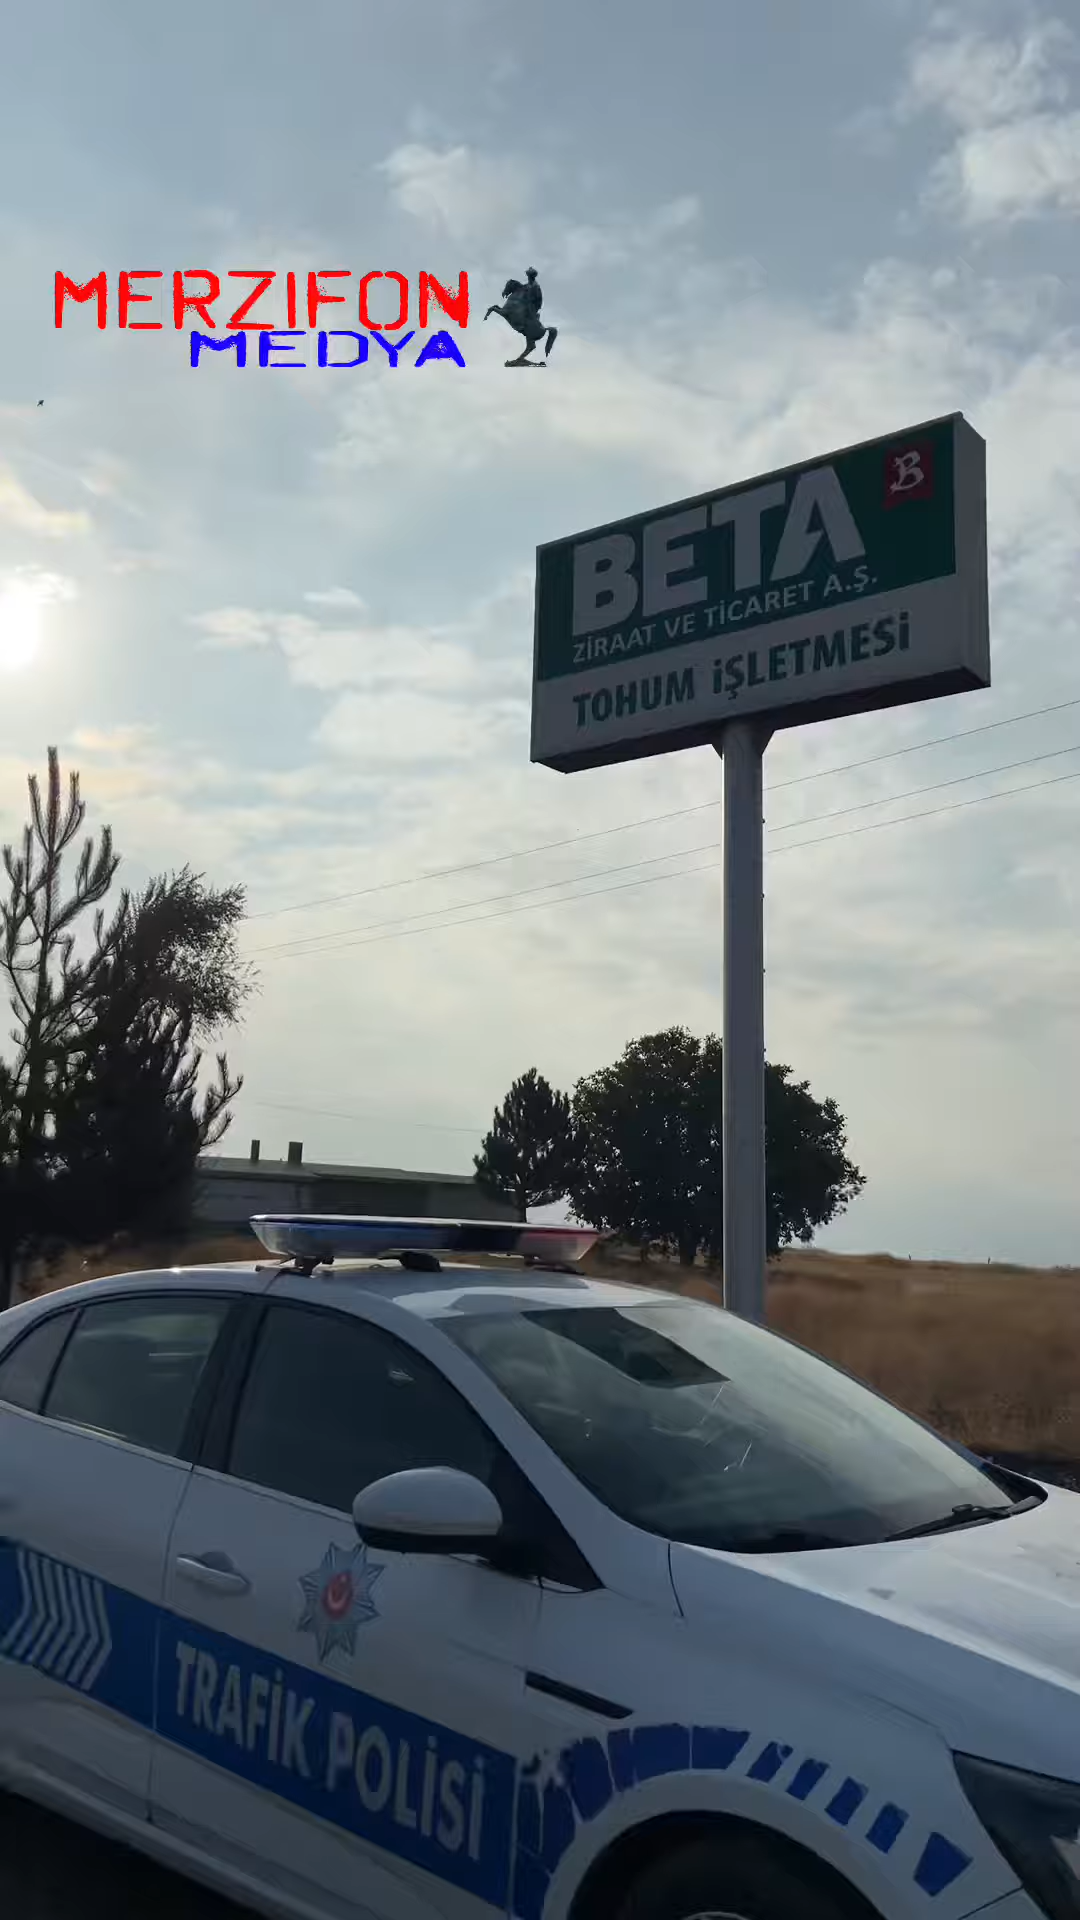 MERZIFON
MEDYA
BETA
B
ZİRAAT VE TİCARET A.Ş.
TOHUM İŞLETMESİ
TRAFİK POLİSİ